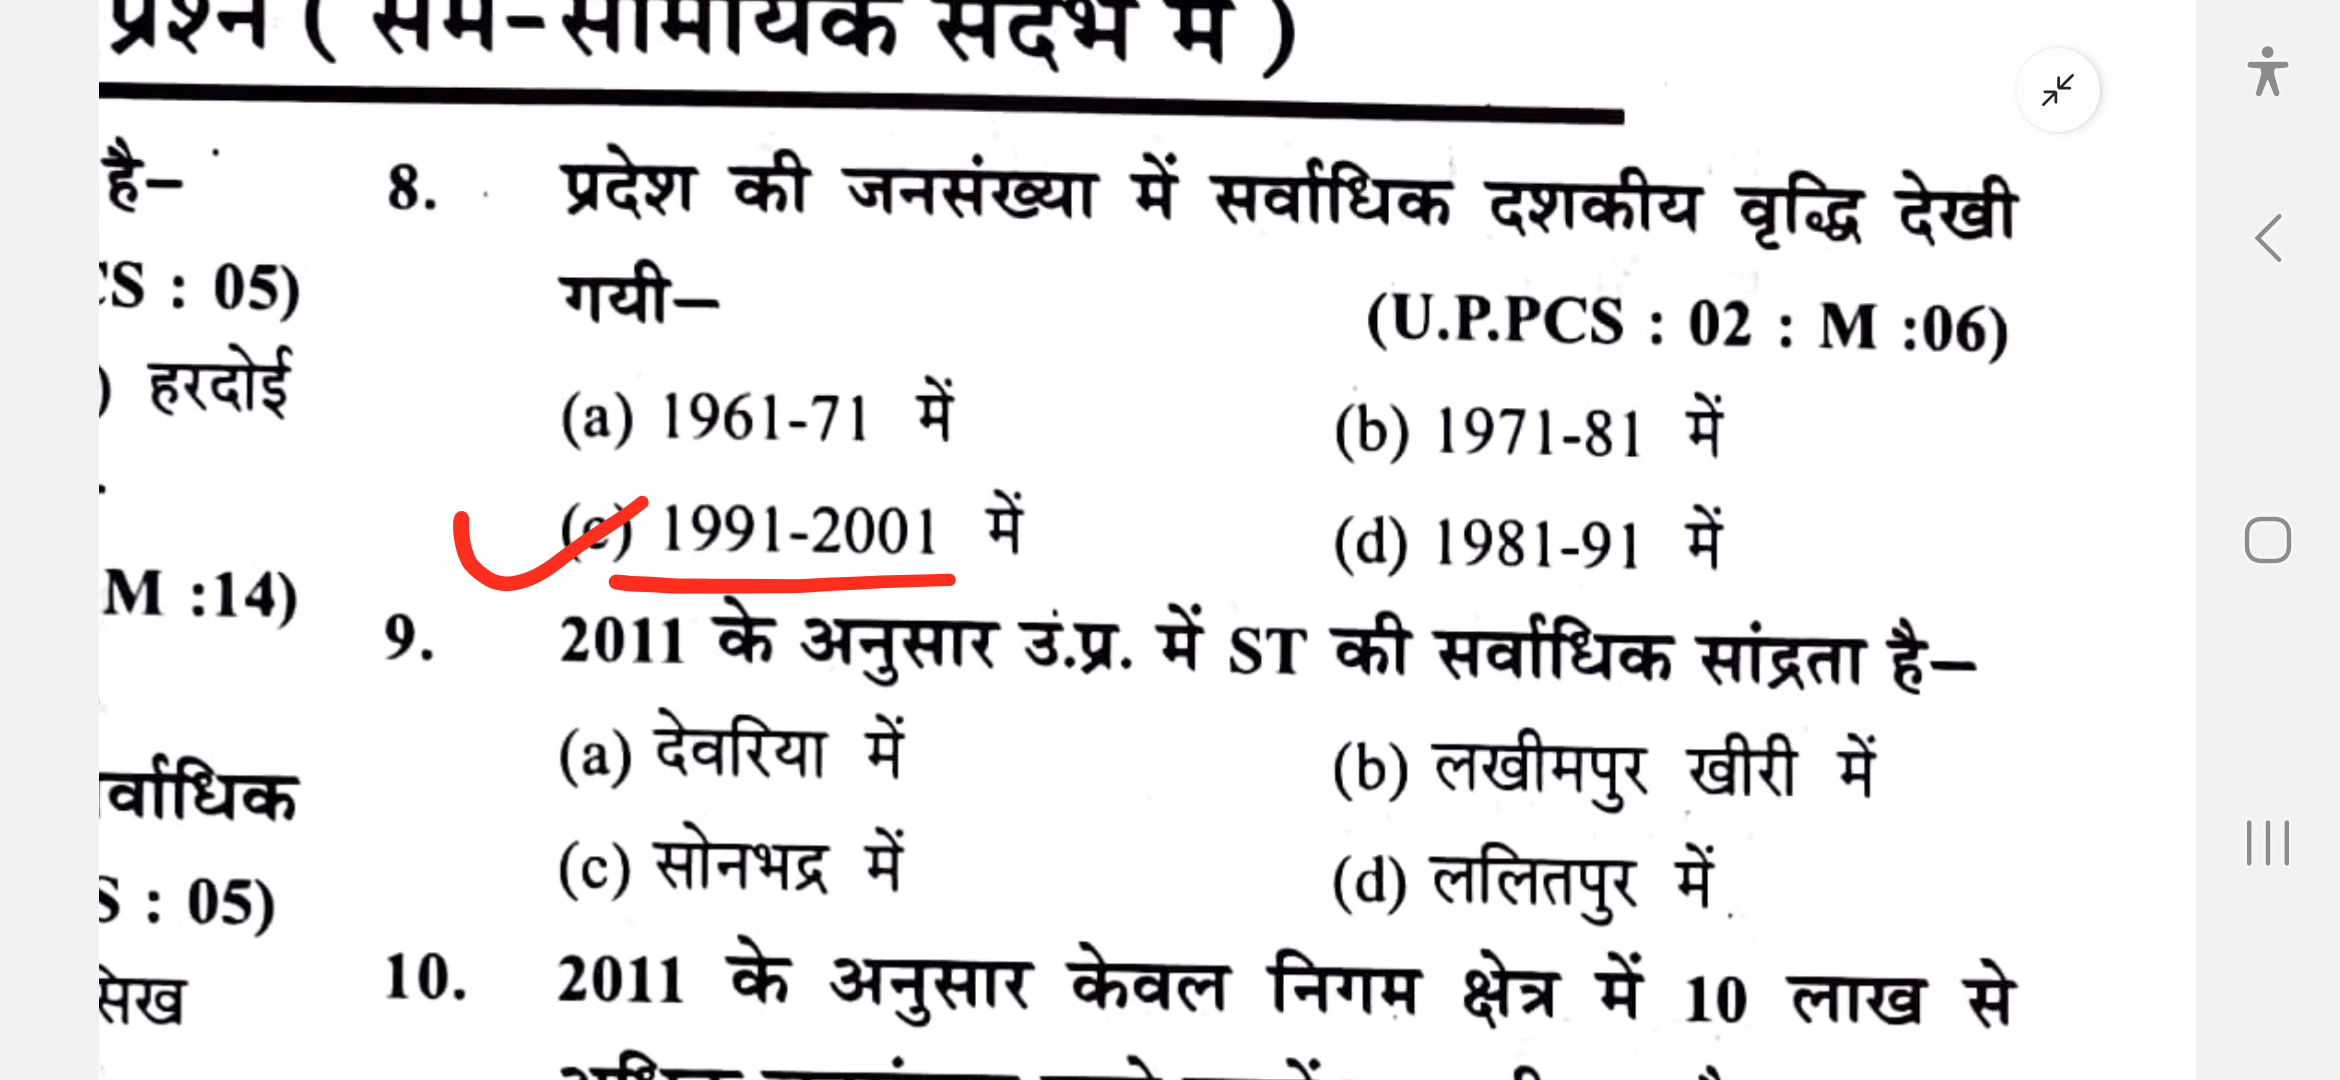 प्रश्न ( सम-सामयिक संदर्भ में )
है–
CS : 05)
) हरदोई
M :14)
र्वाधिक
S : 05)
सिख
8. प्रदेश की जनसंख्या में सर्वाधिक दशकीय वृद्धि देखी
गयी– (U.P.PCS : 02 : M :06)
(a) 1961-71 में (b) 1971-81 में
(c) 1991-2001 में (d) 1981-91 में
9. 2011 के अनुसार उं.प्र. में ST की सर्वाधिक सांद्रता है–
(a) देवरिया में (b) लखीमपुर खीरी में
(c) सोनभद्र में (d) ललितपुर में
10. 2011 के अनुसार केवल निगम क्षेत्र में 10 लाख से